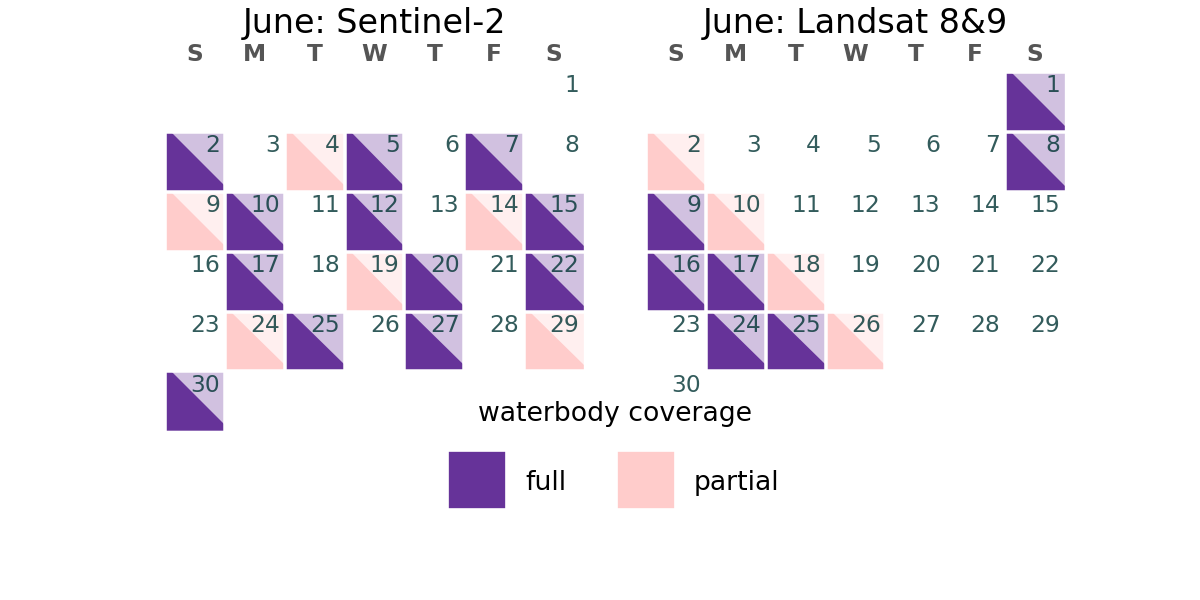 June: Sentinel-2
S M T W T F S
1
2 3 4 5 6 7 8
9 10 11 12 13 14 15
16 17 18 19 20 21 22
23 24 25 26 27 28 29
30
June: Landsat 8&9
S M T W T F S
1
2 3 4 5 6 7 8
9 10 11 12 13 14 15
16 17 18 19 20 21 22
23 24 25 26 27 28 29
30
waterbody coverage
full partial